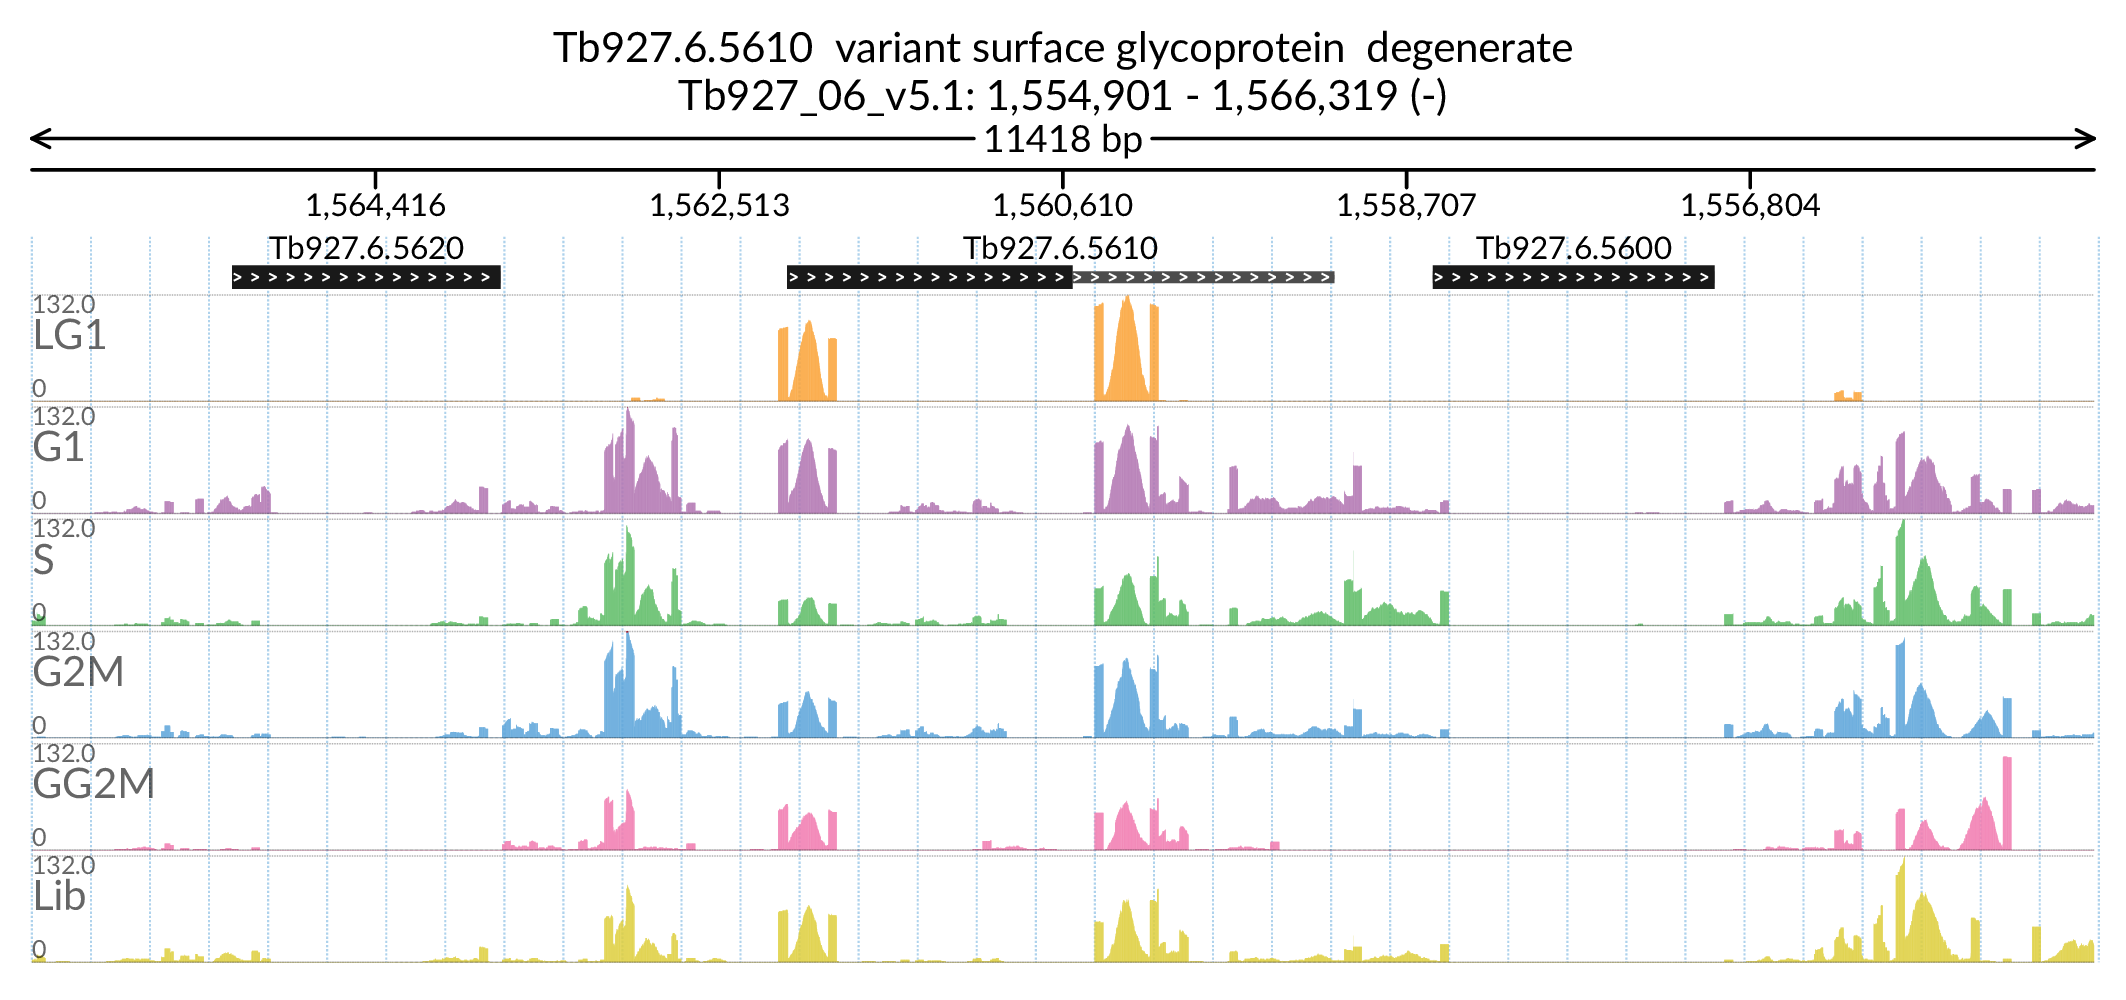 Tb927.6.5610  variant surface glycoprotein  degenerate
Tb927_06_v5.1: 1,554,901 - 1,566,319 (-)
11418 bp
1,564,416 1,562,513 1,560,610 1,558,707 1,556,804
Tb927.6.5620 Tb927.6.5610 Tb927.6.5600
132.0
LG1
0
132.0
G1
0
132.0
S
0
132.0
G2M
0
132.0
GG2M
0
132.0
Lib
0